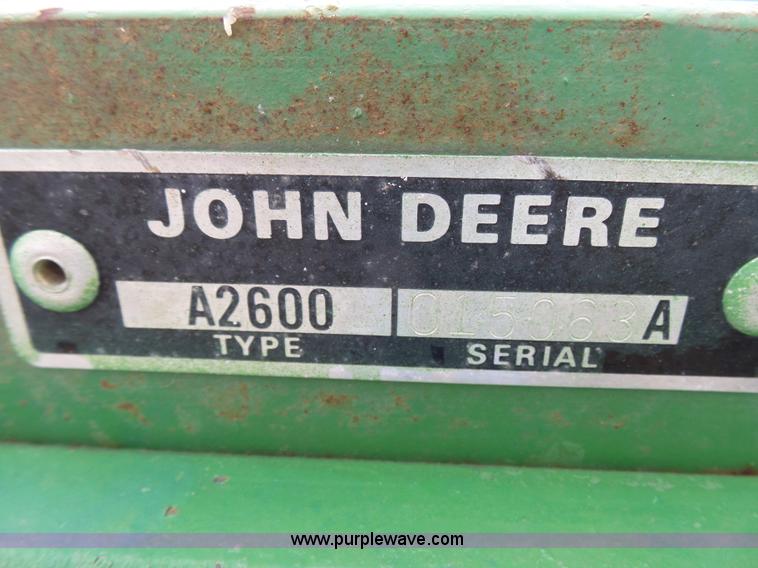 JOHN DEERE
A2600 015063A
TYPE SERIAL
www.purplewave.com